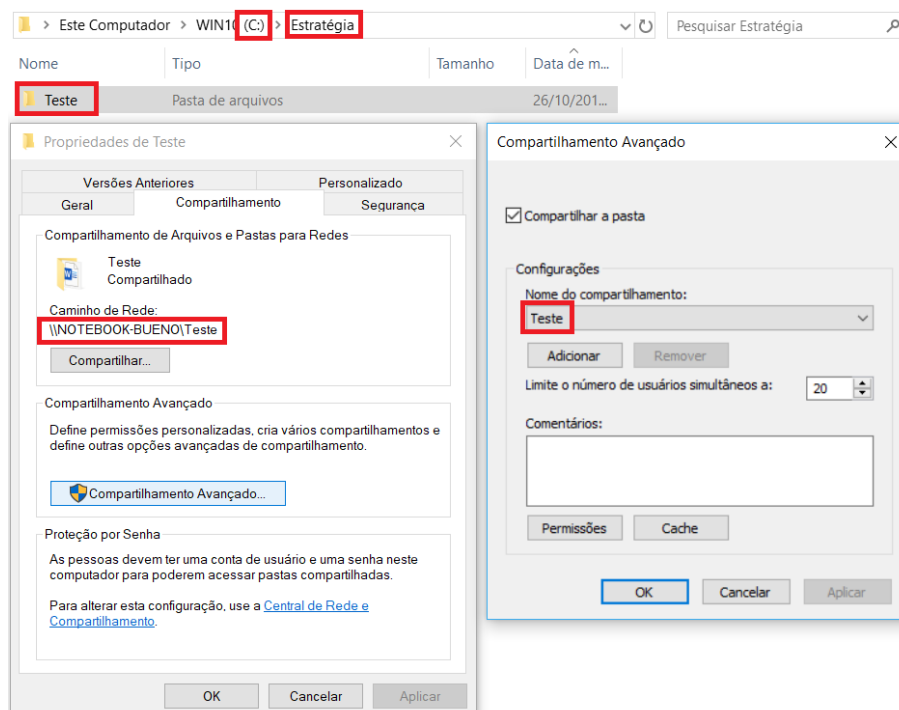 Este Computador > WIN10 (C:) > Estratégia
Pesquisar Estratégia
Nome Tipo Tamanho Data de m...
Teste Pasta de arquivos 26/10/201...
Propriedades de Teste
Versões Anteriores Personalizado
Geral Compartilhamento Segurança
Compartilhamento de Arquivos e Pastas para Redes
Teste
Compartilhado
Caminho de Rede:
\\NOTEBOOK-BUENO\Teste
Compartilhar...
Compartilhamento Avançado
Define permissões personalizadas, cria vários compartilhamentos e
define outras opções avançadas de compartilhamento.
Compartilhamento Avançado...
Proteção por Senha
As pessoas devem ter uma conta de usuário e uma senha neste
computador para poderem acessar pastas compartilhadas.
Para alterar esta configuração, use a Central de Rede e
Compartilhamento.
OK Cancelar Aplicar
Compartilhamento Avançado
Compartilhar a pasta
Configurações
Nome do compartilhamento:
Teste
Adicionar Remover
Limite o número de usuários simultâneos a: 20
Comentários:
Permissões Cache
OK Cancelar Aplicar